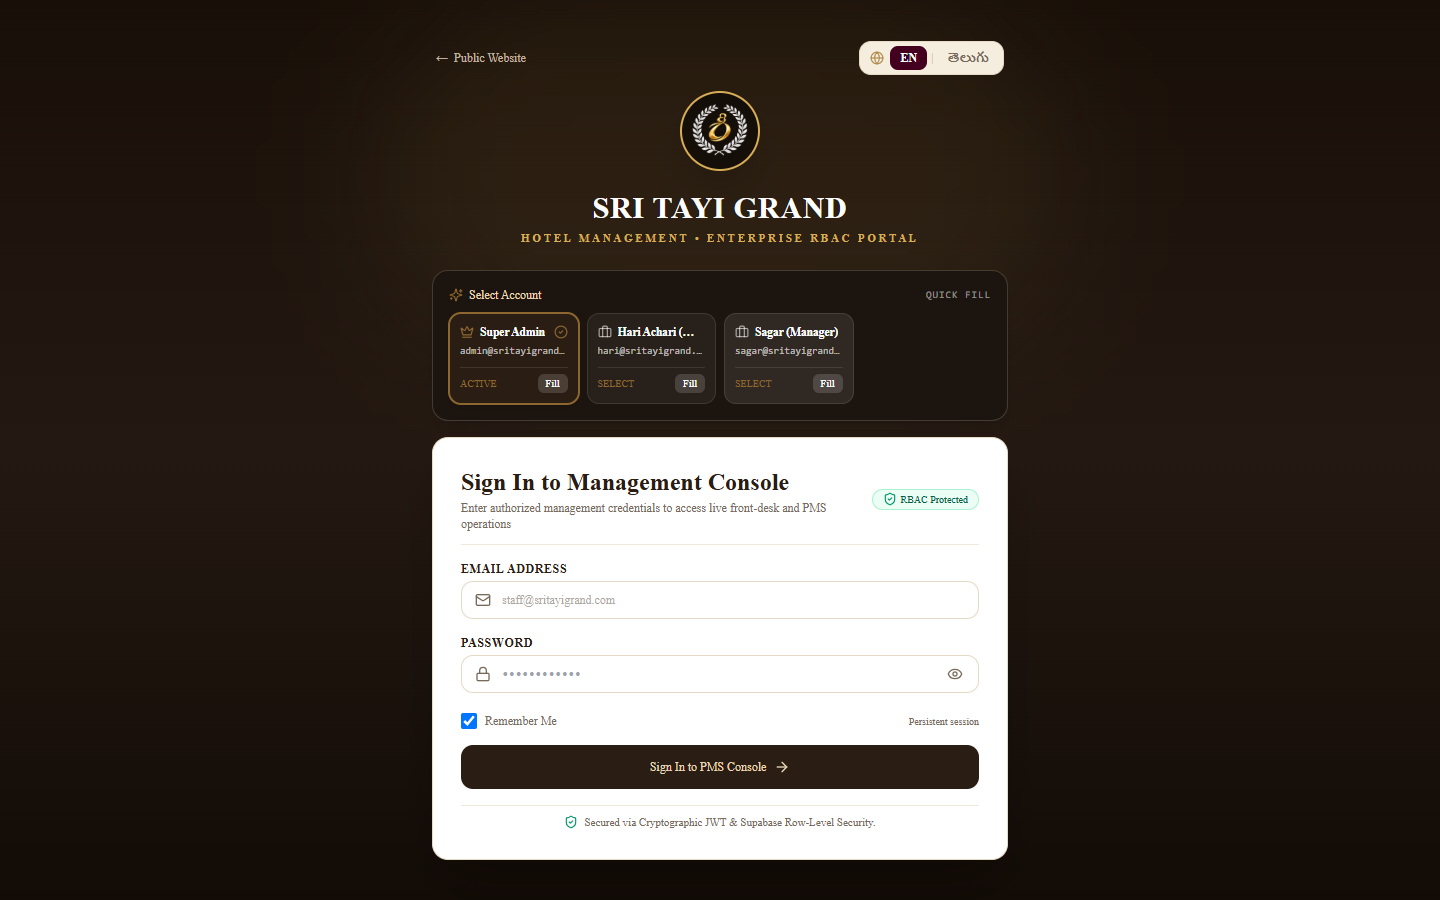 ← Public Website
EN
తెలుగు
SRI TAYI GRAND
HOTEL MANAGEMENT • ENTERPRISE RBAC PORTAL
Select Account
QUICK FILL
Super Admin
admin@sritayigrand…
ACTIVE
Fill
Hari Achari (…
hari@sritayigrand.…
SELECT
Fill
Sagar (Manager)
sagar@sritayigrand…
SELECT
Fill
Sign In to Management Console
Enter authorized management credentials to access live front-desk and PMS
operations
RBAC Protected
EMAIL ADDRESS
staff@sritayigrand.com
PASSWORD
••••••••••••
Remember Me
Persistent session
Sign In to PMS Console →
Secured via Cryptographic JWT & Supabase Row-Level Security.